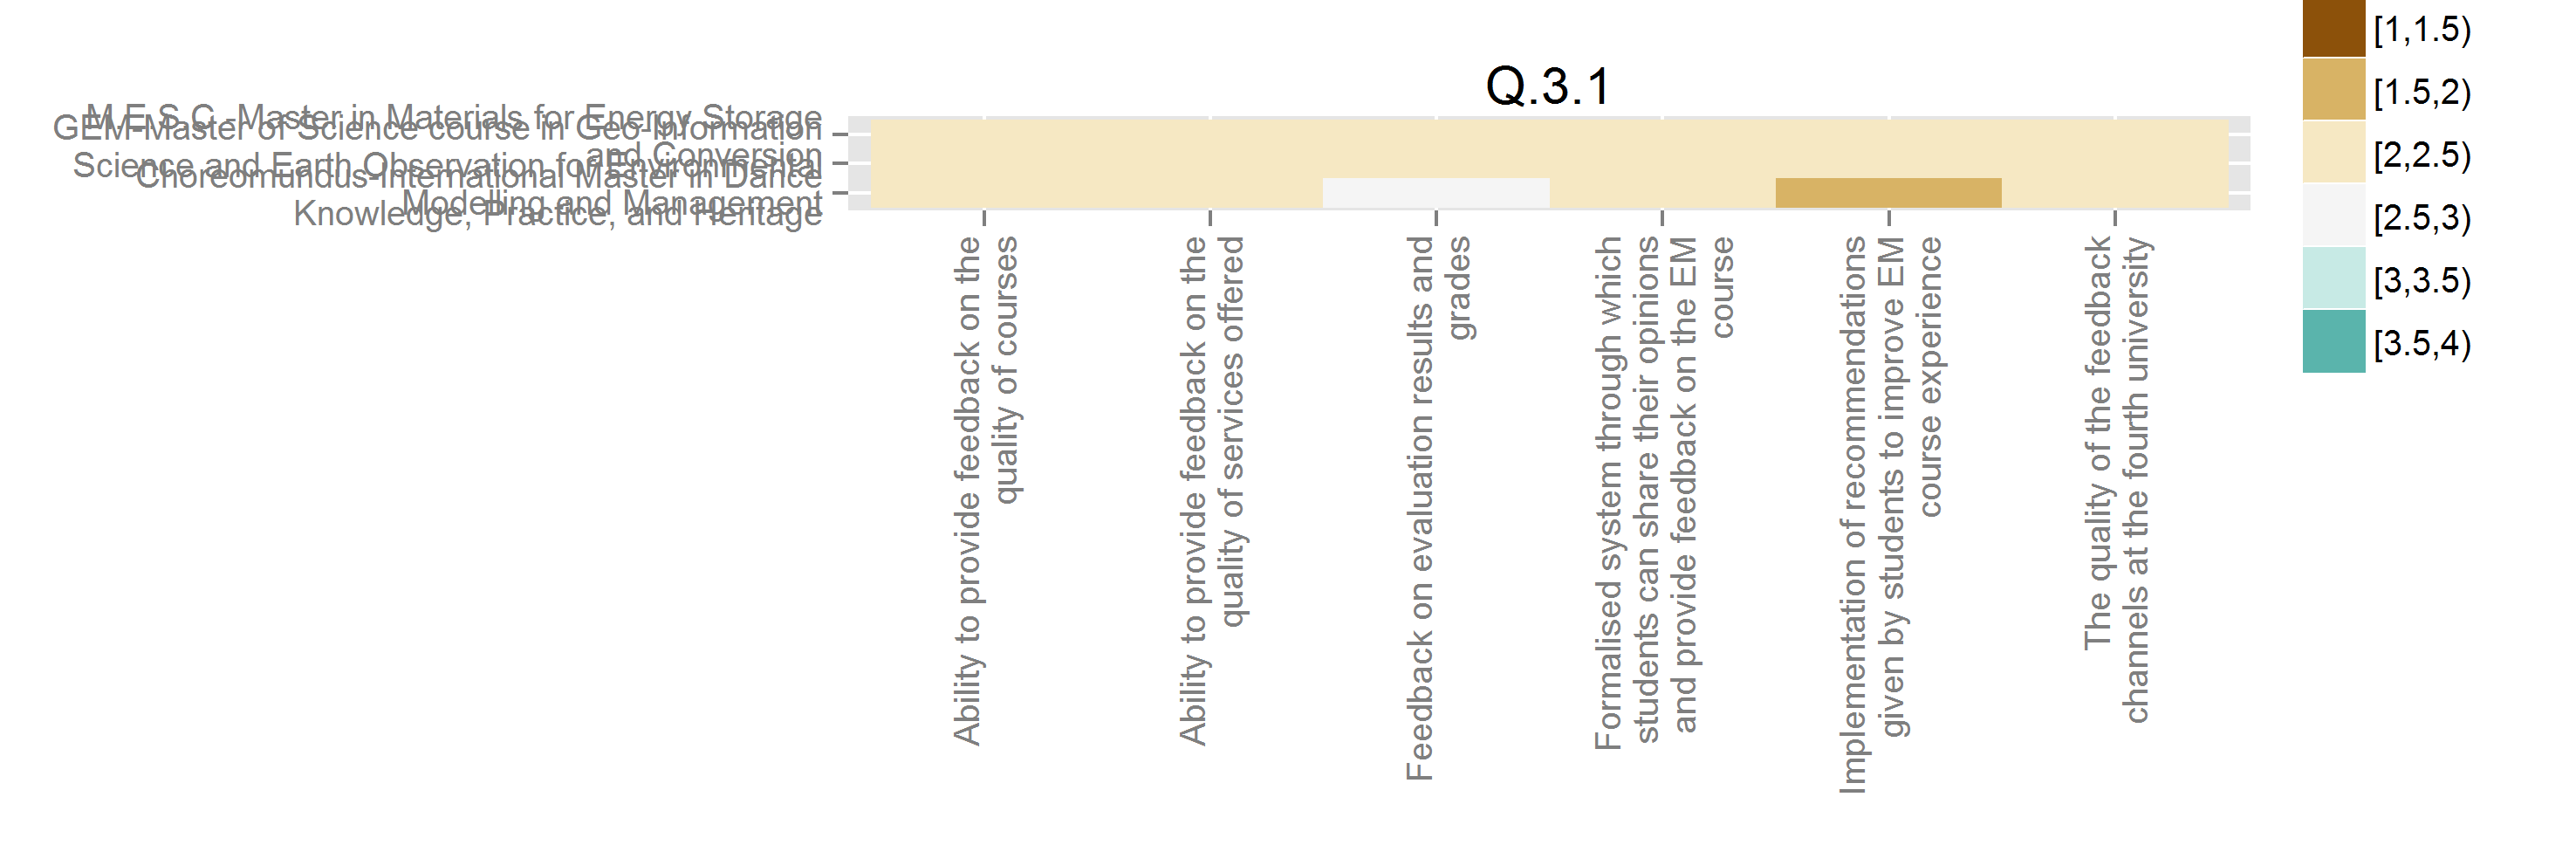 Q.3.1
M.E.S.C.-Master in Materials for Energy Storage
and Conversion
GEM-Master of Science course in Geo-Information
Science and Earth Observation for Environmental
Modelling and Management
Choreomundus-International Master in Dance
Knowledge, Practice, and Heritage
Ability to provide feedback on the
quality of courses
Ability to provide feedback on the
quality of services offered
Feedback on evaluation results and
grades
Formalised system through which
students can share their opinions
and provide feedback on the EM
course
Implementation of recommendations
given by students to improve EM
course experience
The quality of the feedback
channels at the fourth university
[1,1.5)
[1.5,2)
[2,2.5)
[2.5,3)
[3,3.5)
[3.5,4)